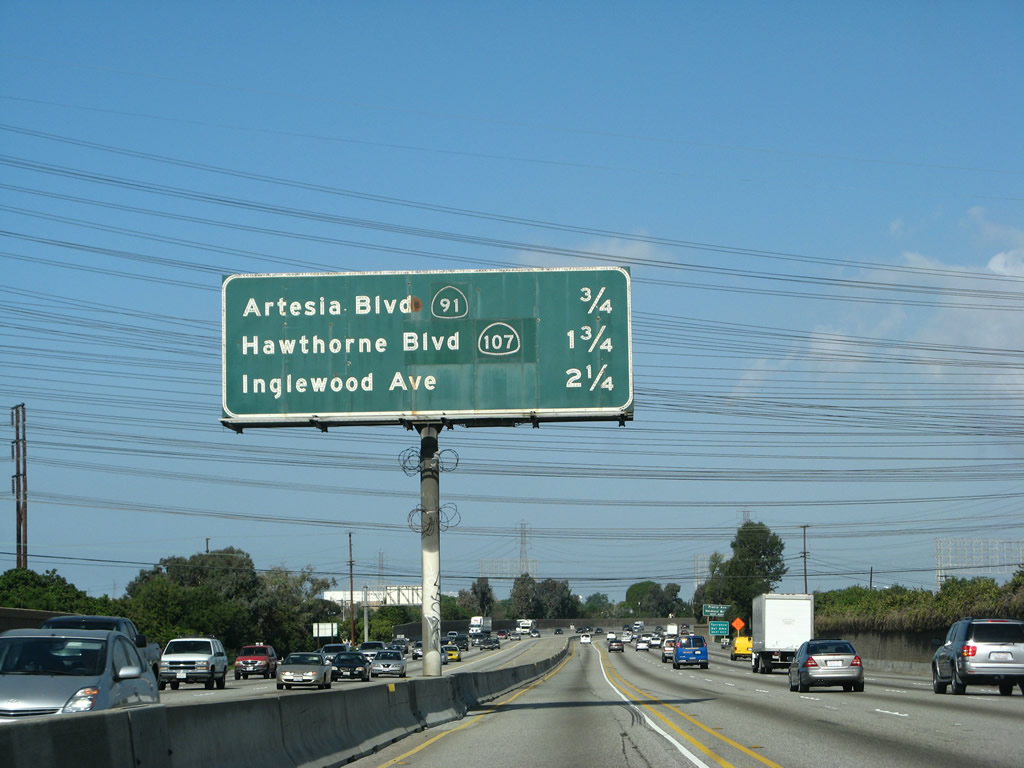 Artesia Blvd 91 3/4
Hawthorne Blvd 107 1 3/4
Inglewood Ave 2 1/4